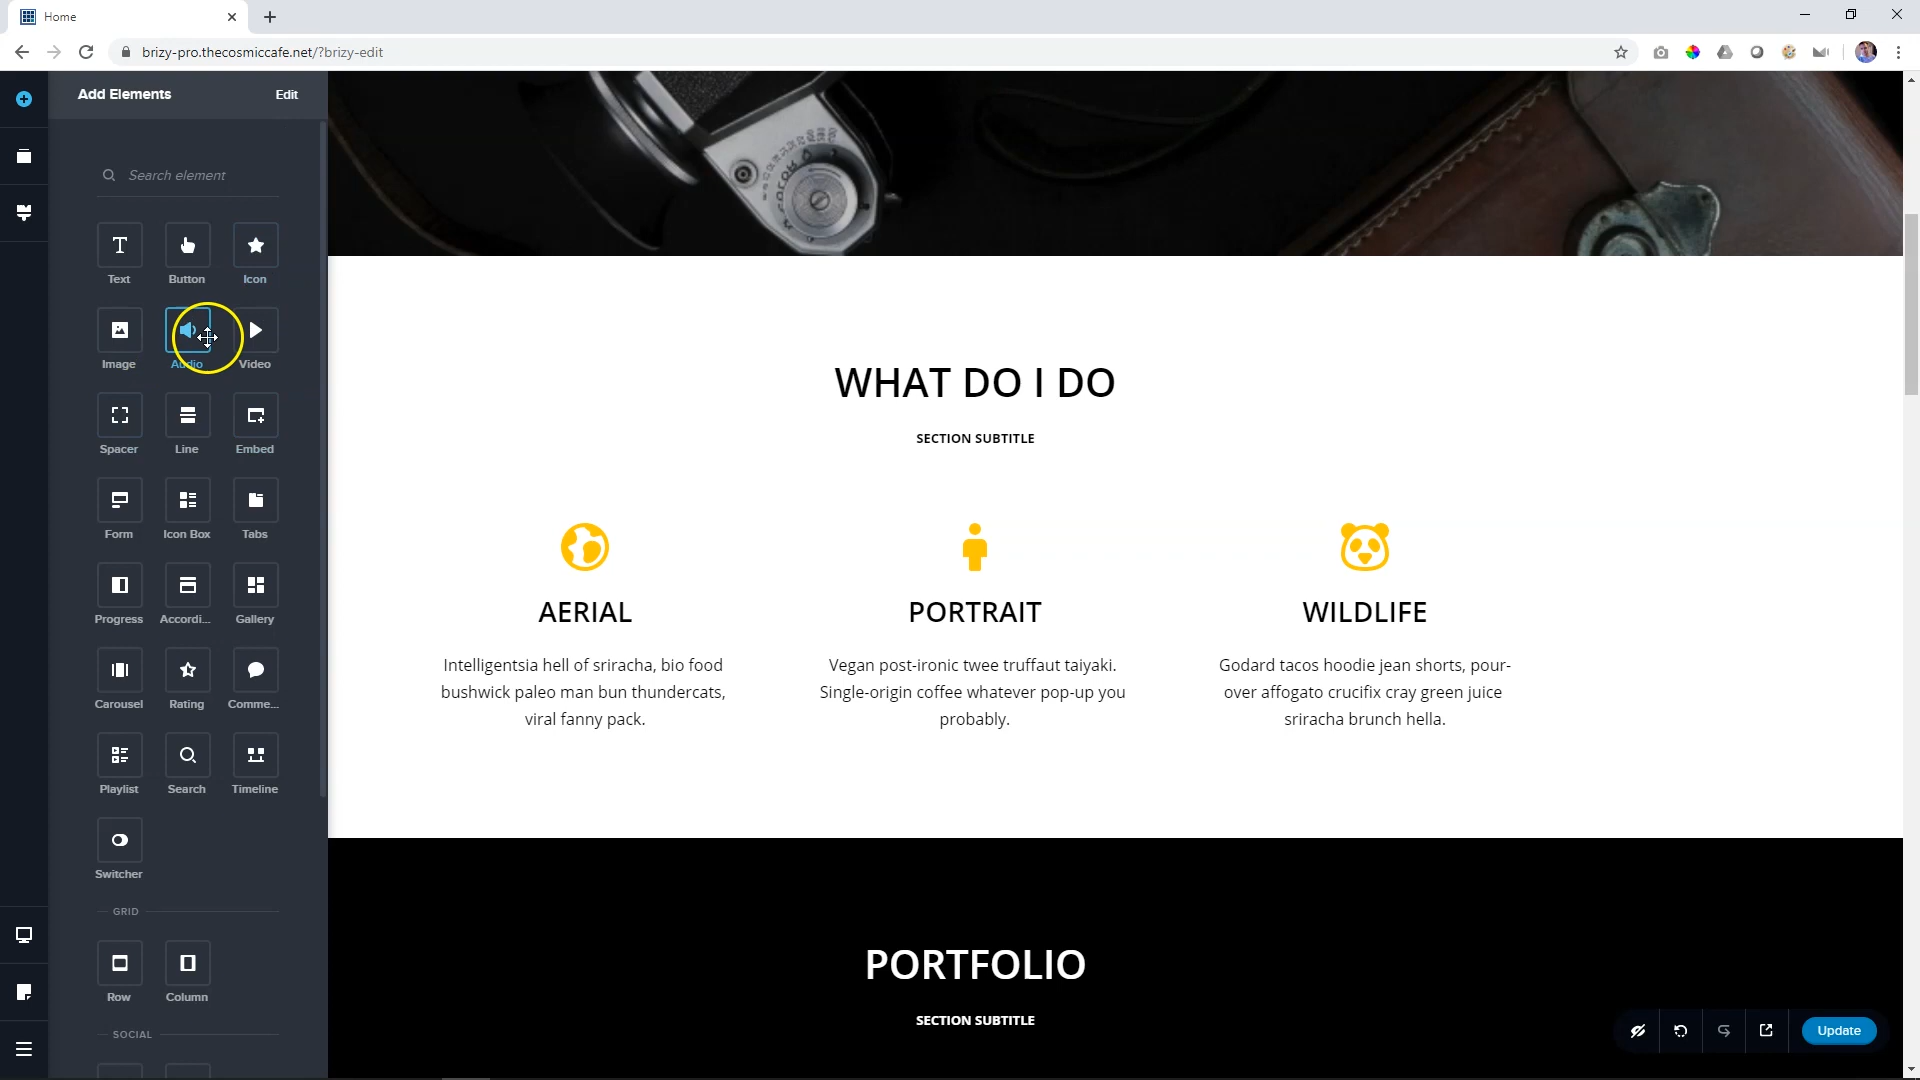 Home
brizy-pro.thecosmiccafe.net/?brizy-edit
Add Elements
Edit
Search element
Text
Button
Icon
Image
Audio
Video
Spacer
Line
Embed
Form
Icon Box
Tabs
Progress
Accordi...
Gallery
Carousel
Rating
Comme...
Playlist
Search
Timeline
Switcher
GRID
Row
Column
SOCIAL
WHAT DO I DO
SECTION SUBTITLE
AERIAL
Intelligentsia hell of sriracha, bio food
bushwick paleo man bun thundercats,
viral fanny pack.
PORTRAIT
Vegan post-ironic twee truffaut taiyaki.
Single-origin coffee whatever pop-up you
probably.
WILDLIFE
Godard tacos hoodie jean shorts, pour-
over affogato crucifix cray green juice
sriracha brunch hella.
PORTFOLIO
SECTION SUBTITLE
Update